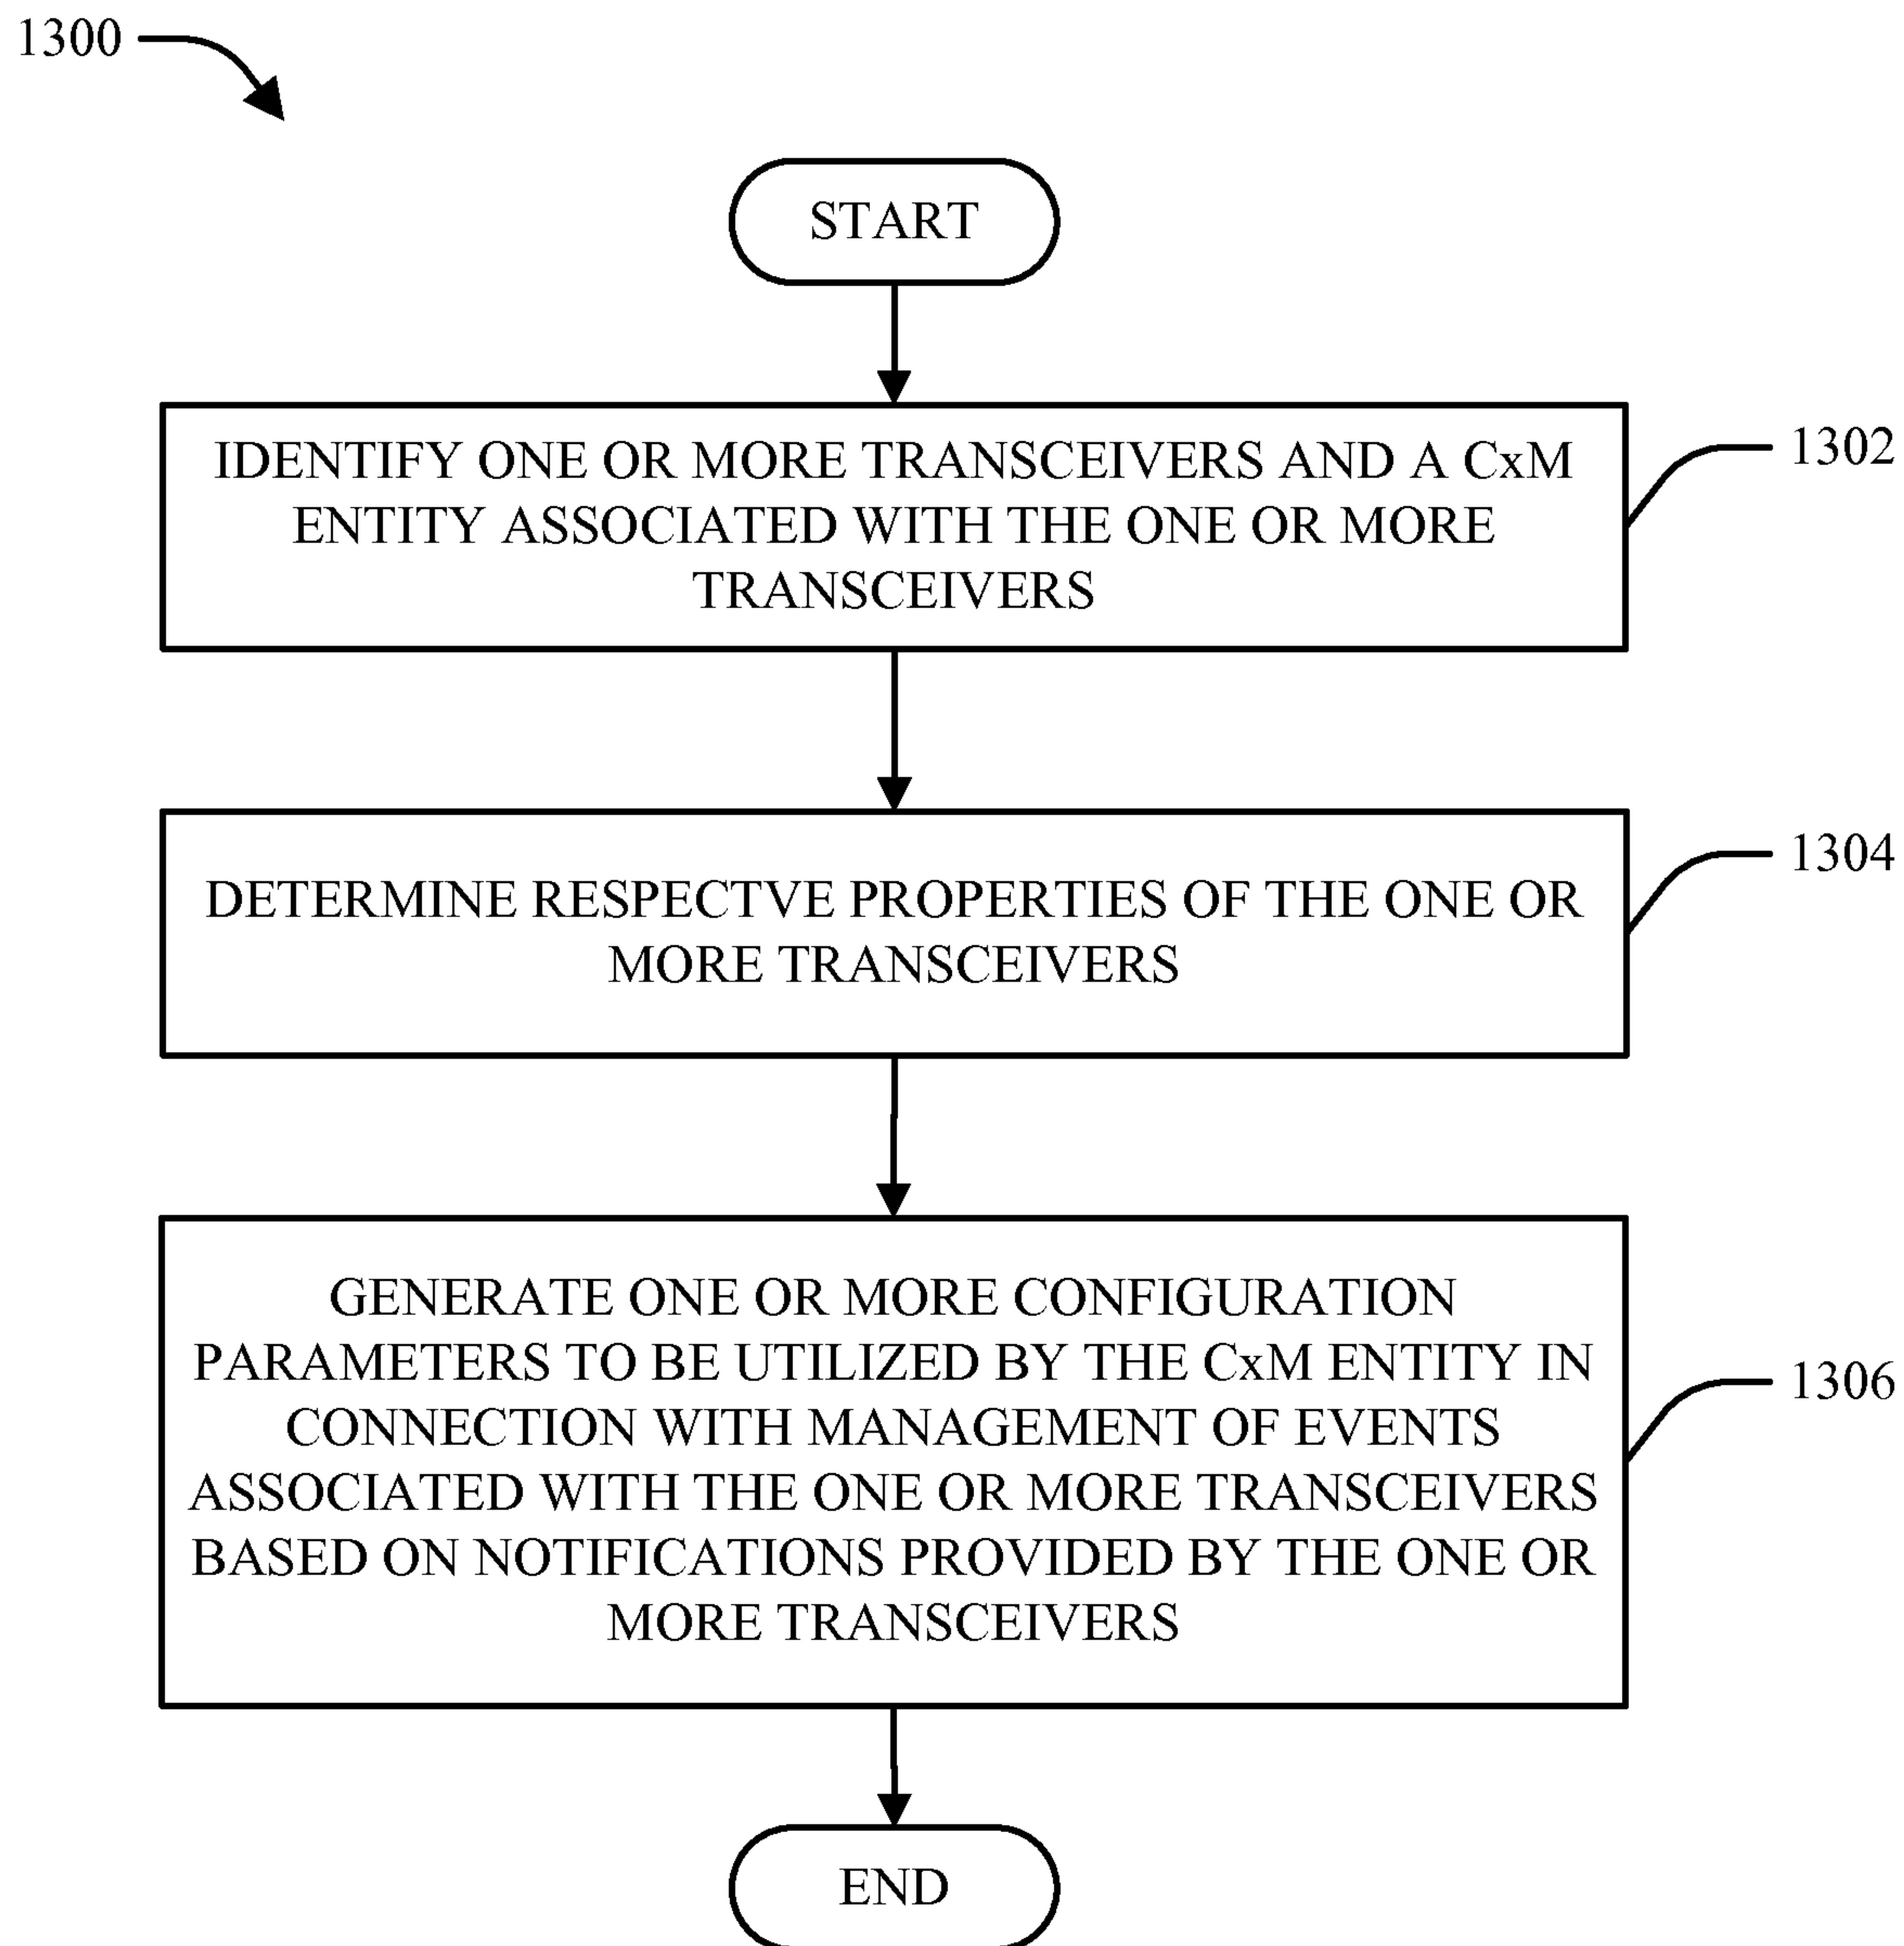 1300
START
IDENTIFY ONE OR MORE TRANSCEIVERS AND A CxM
ENTITY ASSOCIATED WITH THE ONE OR MORE
TRANSCEIVERS
1302
DETERMINE RESPECTVE PROPERTIES OF THE ONE OR
MORE TRANSCEIVERS
1304
GENERATE ONE OR MORE CONFIGURATION
PARAMETERS TO BE UTILIZED BY THE CxM ENTITY IN
CONNECTION WITH MANAGEMENT OF EVENTS
ASSOCIATED WITH THE ONE OR MORE TRANSCEIVERS
BASED ON NOTIFICATIONS PROVIDED BY THE ONE OR
MORE TRANSCEIVERS
1306
END